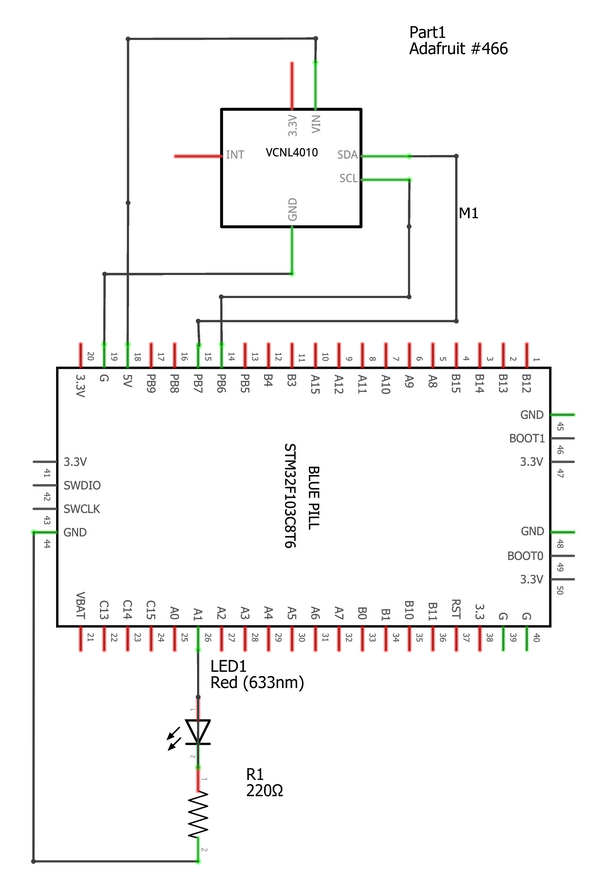 Part1
Adafruit #466
3.3V
VIN
VCNL4010
INT
SDA
SCL
GND
M1
20
19
18
17
16
15
14
13
12
11
10
9
8
7
6
5
4
3
2
1
3.3V
G
5V
PB9
PB8
PB7
PB6
PB5
B4
B3
A15
A12
A11
A10
A9
A8
B15
B14
B13
B12
GND
45
BOOT1
46
3.3V
47
3.3V
41
SWDIO
42
SWCLK
43
GND
44
BLUE PILL
STM32F103C8T6
GND
48
BOOT0
49
3.3V
50
VBAT
C13
C14
C15
A0
A1
A2
A3
A4
A5
A6
A7
B0
B1
B10
B11
RST
3.3
G
G
21
22
23
24
25
26
27
28
29
30
31
32
33
34
35
36
37
38
39
40
LED1
Red (633nm)
1
2
R1
220Ω
1
2